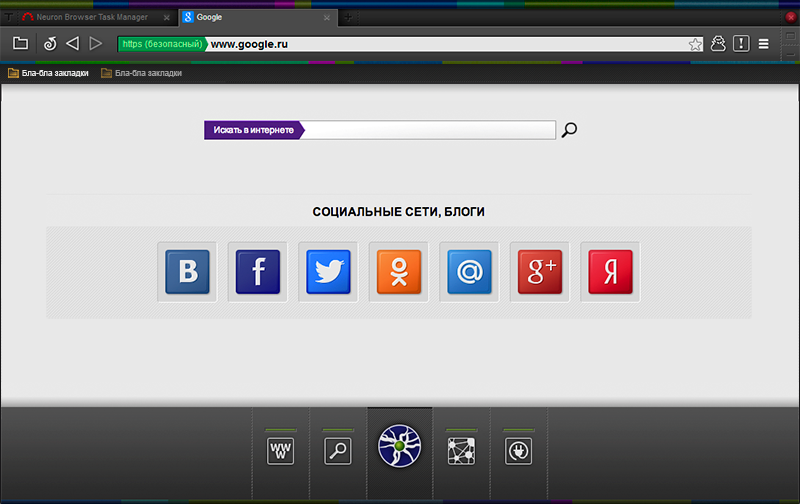 Neuron Browser Task Manager
Google
https (безопасный) www.google.ru
Бла-бла закладки
Бла-бла закладки
Искать в интернете
СОЦИАЛЬНЫЕ СЕТИ, БЛОГИ
B f @ g+ Я
WWW